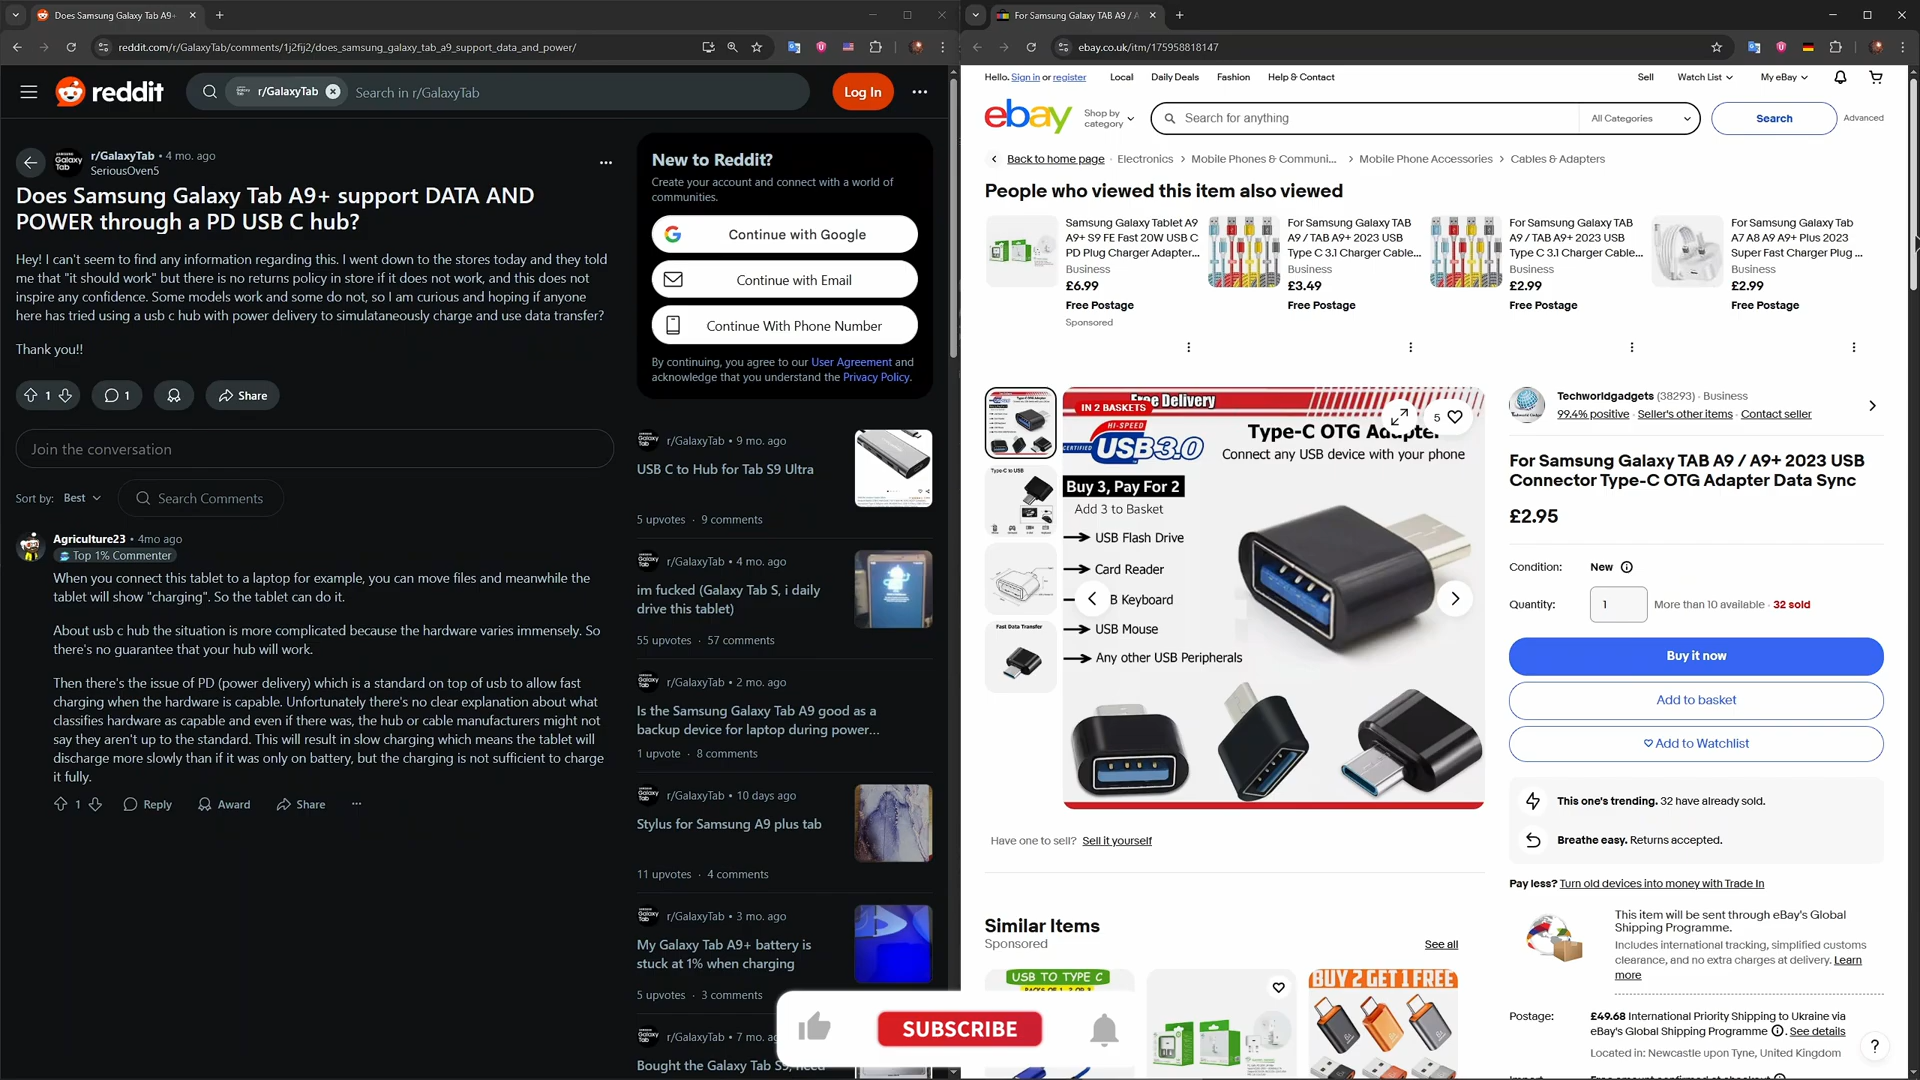 Does Samsung Galaxy Tab A9+
reddit.com/r/GalaxyTab/comments/1j2fij2/does_samsung_galaxy_tab_a9_support_data_and_power/
reddit
r/GalaxyTab
Search in r/GalaxyTab
Log In
r/GalaxyTab • 4 mo. ago
SeriousOven5
Does Samsung Galaxy Tab A9+ support DATA AND
POWER through a PD USB C hub?
Hey! I can't seem to find any information regarding this. I went down to the stores today and they told
me that "it should work" but there is no returns policy in store if it does not work, and this does not
inspire any confidence. Some models work and some do not, so I am curious and hoping if anyone
here has tried using a usb c hub with power delivery to simulataneously charge and use data transfer?
Thank you!!
1
1
Share
Join the conversation
Sort by: Best
Search Comments
Agriculture23 • 4mo ago
Top 1% Commenter
When you connect this tablet to a laptop for example, you can move files and meanwhile the
tablet will show "charging". So the tablet can do it.
About usb c hub the situation is more complicated because the hardware varies immensely. So
there's no guarantee that your hub will work.
Then there's the issue of PD (power delivery) which is a standard on top of usb to allow fast
charging when the hardware is capable. Unfortunately there's no clear explanation about what
classifies hardware as capable and even if there was, the hub or cable manufacturers might not
say they aren't up to the standard. This will result in slow charging which means the tablet will
discharge more slowly than if it was only on battery, but the charging is not sufficient to charge
it fully.
1
Reply
Award
Share
New to Reddit?
Create your account and connect with a world of
communities.
Continue with Google
Continue with Email
Continue With Phone Number
By continuing, you agree to our User Agreement and
acknowledge that you understand the Privacy Policy.
r/GalaxyTab • 9 mo. ago
USB C to Hub for Tab S9 Ultra
5 upvotes · 9 comments
r/GalaxyTab • 4 mo. ago
im fucked (Galaxy Tab S, i daily
drive this tablet)
55 upvotes · 57 comments
r/GalaxyTab • 2 mo. ago
Is the Samsung Galaxy Tab A9 good as a
backup device for laptop during power...
1 upvote · 8 comments
r/GalaxyTab • 10 days ago
Stylus for Samsung A9 plus tab
11 upvotes · 4 comments
r/GalaxyTab • 3 mo. ago
My Galaxy Tab A9+ battery is
stuck at 1% when charging
5 upvotes · 3 comments
r/GalaxyTab • 7 mo. ag
Bought the Galaxy Tab S9, need
For Samsung Galaxy TAB A9 / A
ebay.co.uk/itm/175958818147
Hello. Sign in or register
Local
Daily Deals
Fashion
Help & Contact
Sell
Watch List
My eBay
ebay
Shop by
category
Search for anything
All Categories
Search
Advanced
Back to home page
Electronics
Mobile Phones & Communi...
Mobile Phone Accessories
Cables & Adapters
People who viewed this item also viewed
Samsung Galaxy Tablet A9
A9+ S9 FE Fast 20W USB C
PD Plug Charger Adapter...
Business
£6.99
Free Postage
Sponsored
For Samsung Galaxy TAB
A9 / TAB A9+ 2023 USB
Type C 3.1 Charger Cable...
Business
£3.49
Free Postage
For Samsung Galaxy TAB
A9 / TAB A9+ 2023 USB
Type C 3.1 Charger Cable...
Business
£2.99
Free Postage
For Samsung Galaxy Tab
A7 A8 A9 A9+ Plus 2023
Super Fast Charger Plug ...
Business
£2.99
Free Postage
Type-C to USB
Fast Data Transfer
Free Delivery
IN 2 BASKETS
5
HI-SPEED
CERTIFIED USB3.0
Type-C OTG Adapter
Connect any USB device with your phone
Buy 3, Pay For 2
Add 3 to Basket
USB Flash Drive
Card Reader
B Keyboard
USB Mouse
Any other USB Peripherals
Have one to sell? Sell it yourself
Similar Items
Sponsored
See all
USB TO TYPE C
BUY 2 GET 1 FREE
SUBSCRIBE
Techworldgadgets (38293) · Business
99.4% positive · Seller's other items · Contact seller
For Samsung Galaxy TAB A9 / A9+ 2023 USB
Connector Type-C OTG Adapter Data Sync
£2.95
Condition: New
Quantity: 1 More than 10 available · 32 sold
Buy it now
Add to basket
Add to Watchlist
This one's trending. 32 have already sold.
Breathe easy. Returns accepted.
Pay less? Turn old devices into money with Trade In
This item will be sent through eBay's Global
Shipping Programme.
Includes international tracking, simplified customs
clearance, and no extra charges at delivery. Learn
more
Postage: £49.68 International Priority Shipping to Ukraine via
eBay's Global Shipping Programme. See details
Located in: Newcastle upon Tyne, United Kingdom
?